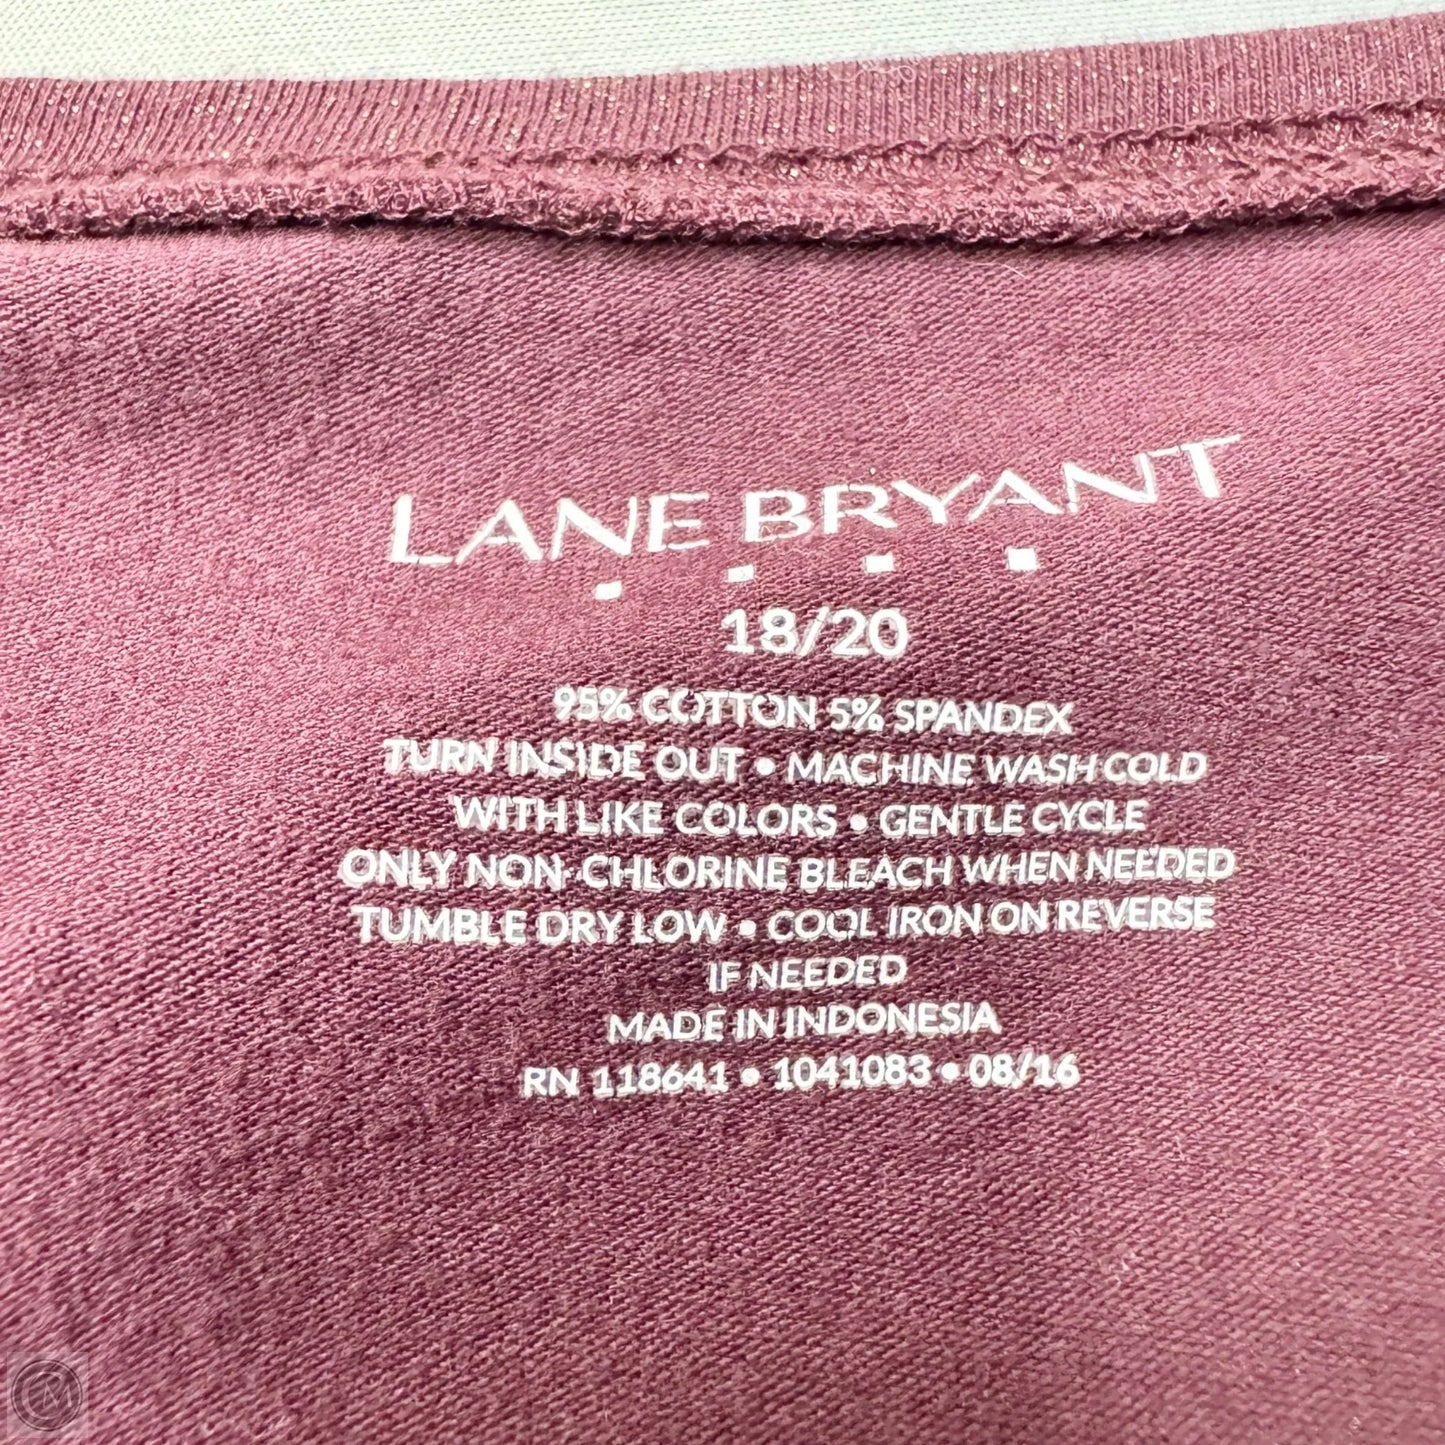 LANE BRYANT
18/20
95% COTTON 5% SPANDEX
TURN INSIDE OUT • MACHINE WASH COLD
WITH LIKE COLORS • GENTLE CYCLE
ONLY NON-CHLORINE BLEACH WHEN NEEDED
TUMBLE DRY LOW • COOL IRON ON REVERSE
IF NEEDED
MADE IN INDONESIA
RN 118641 • 1041083 • 08/16